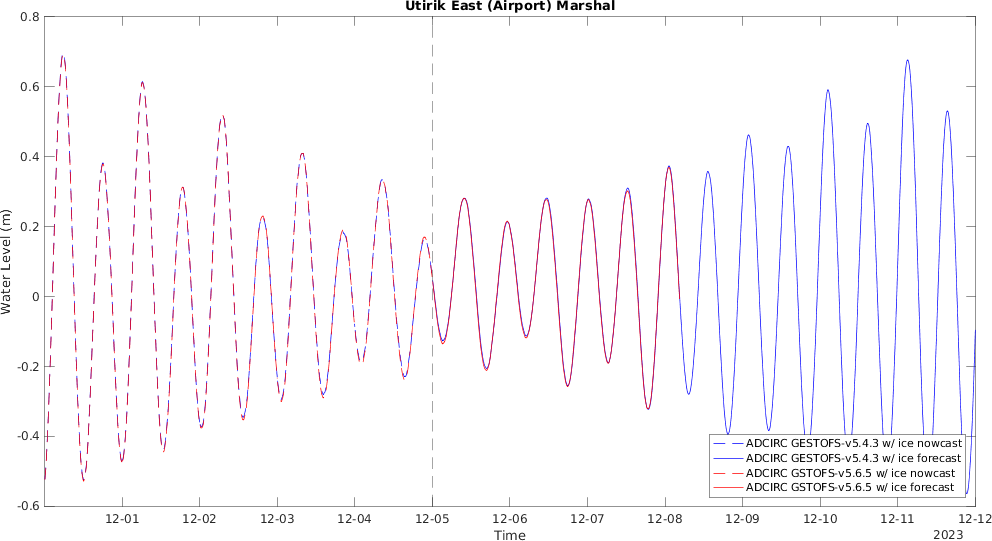 Utirik East (Airport) Marshal
0.8
0.6
0.4
0.2
0
-0.2
-0.4
-0.6
Water Level (m)
ADCIRC GESTOFS-v5.4.3 w/ ice nowcast
ADCIRC GESTOFS-v5.4.3 w/ ice forecast
ADCIRC GSTOFS-v5.6.5 w/ ice nowcast
ADCIRC GSTOFS-v5.6.5 w/ ice forecast
12-01 12-02 12-03 12-04 12-05 12-06 12-07 12-08 12-09 12-10 12-11 12-12
Time
2023